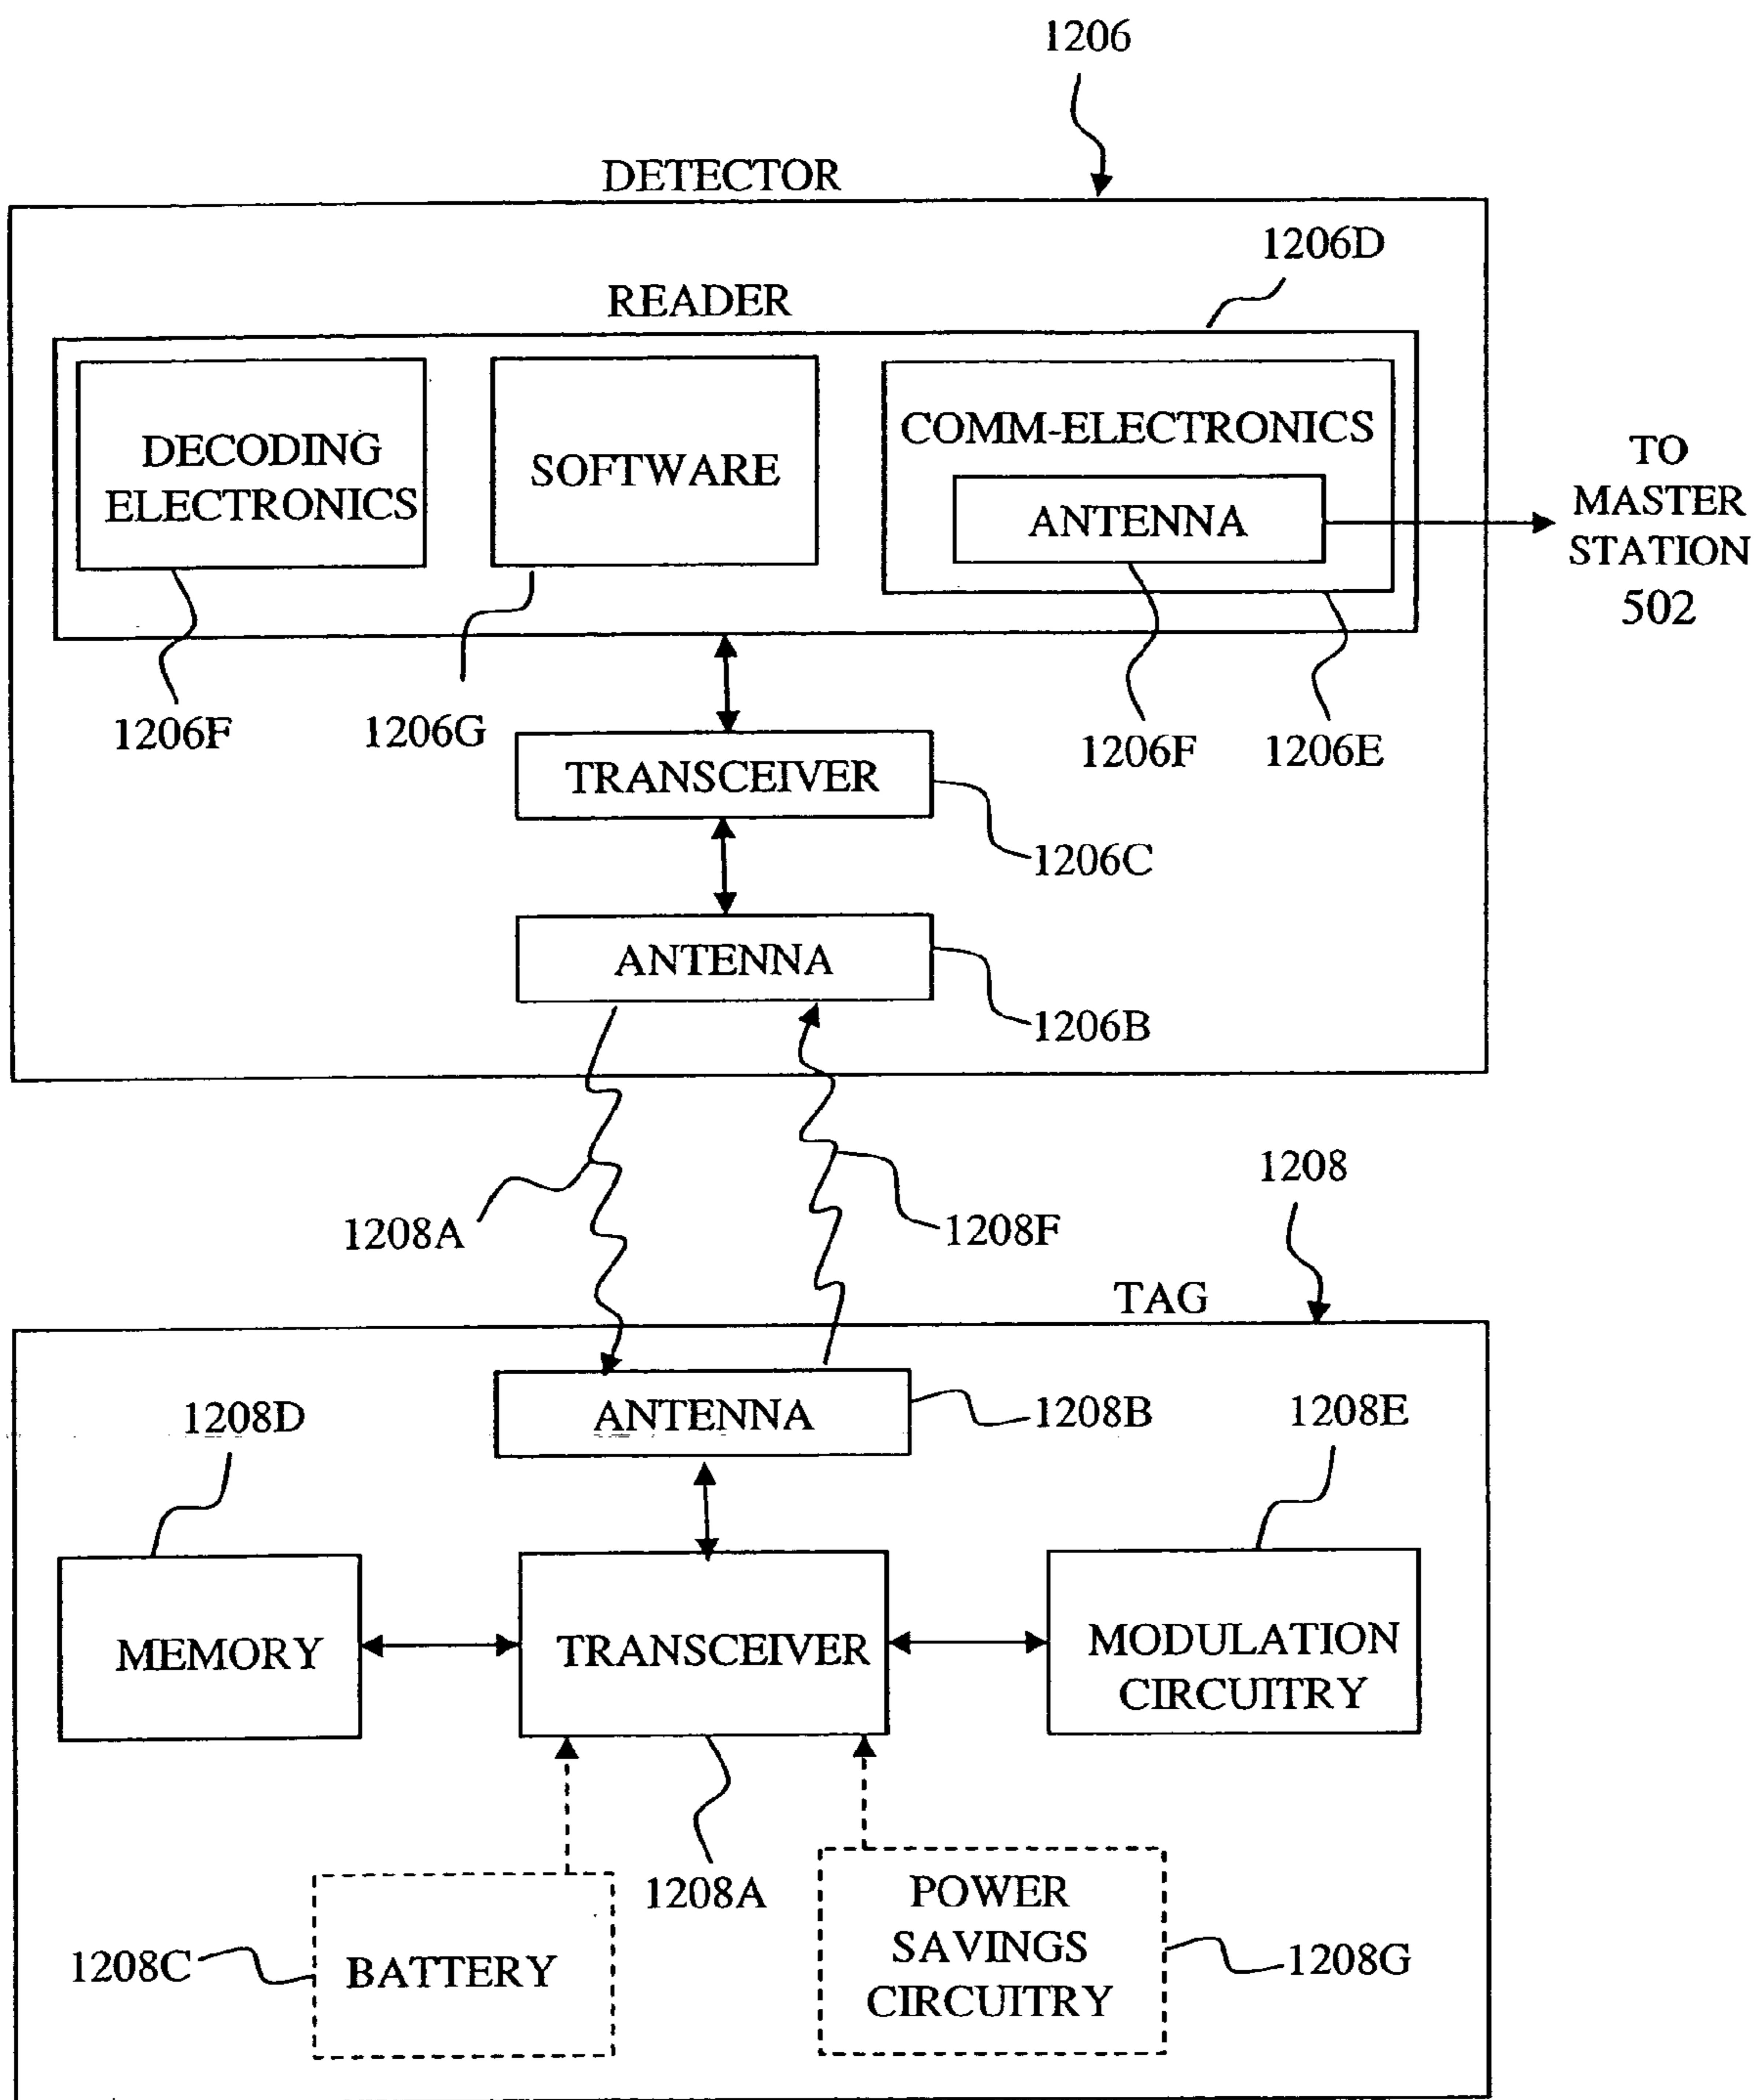 1206
DETECTOR
1206D
READER
DECODING
ELECTRONICS
SOFTWARE
COMM-ELECTRONICS
ANTENNA
TO
MASTER
STATION
502
1206F
1206G
1206F
1206E
TRANSCEIVER
1206C
ANTENNA
1206B
1208A
1208F
1208
TAG
ANTENNA
1208B
1208D
1208E
MEMORY
TRANSCEIVER
MODULATION
CIRCUITRY
1208A
1208C
BATTERY
POWER
SAVINGS
CIRCUITRY
1208G